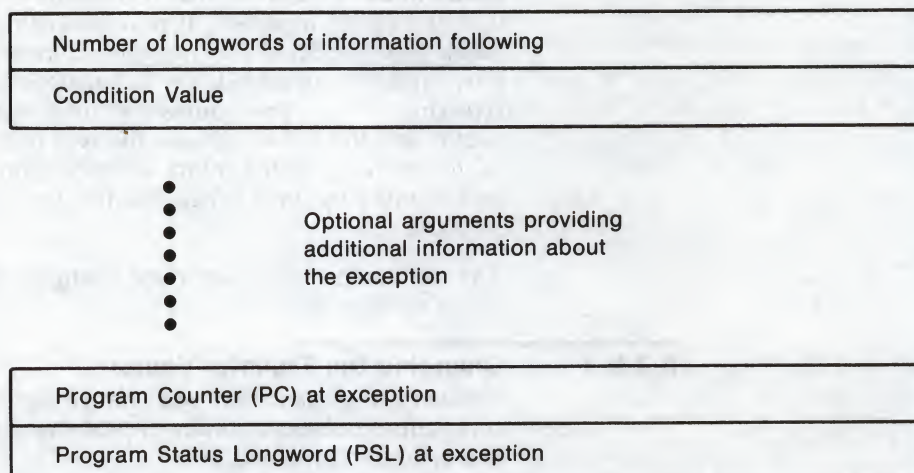 Number of longwords of information following
Condition Value
Optional arguments providing
additional information about
the exception
Program Counter (PC) at exception
Program Status Longword (PSL) at exception